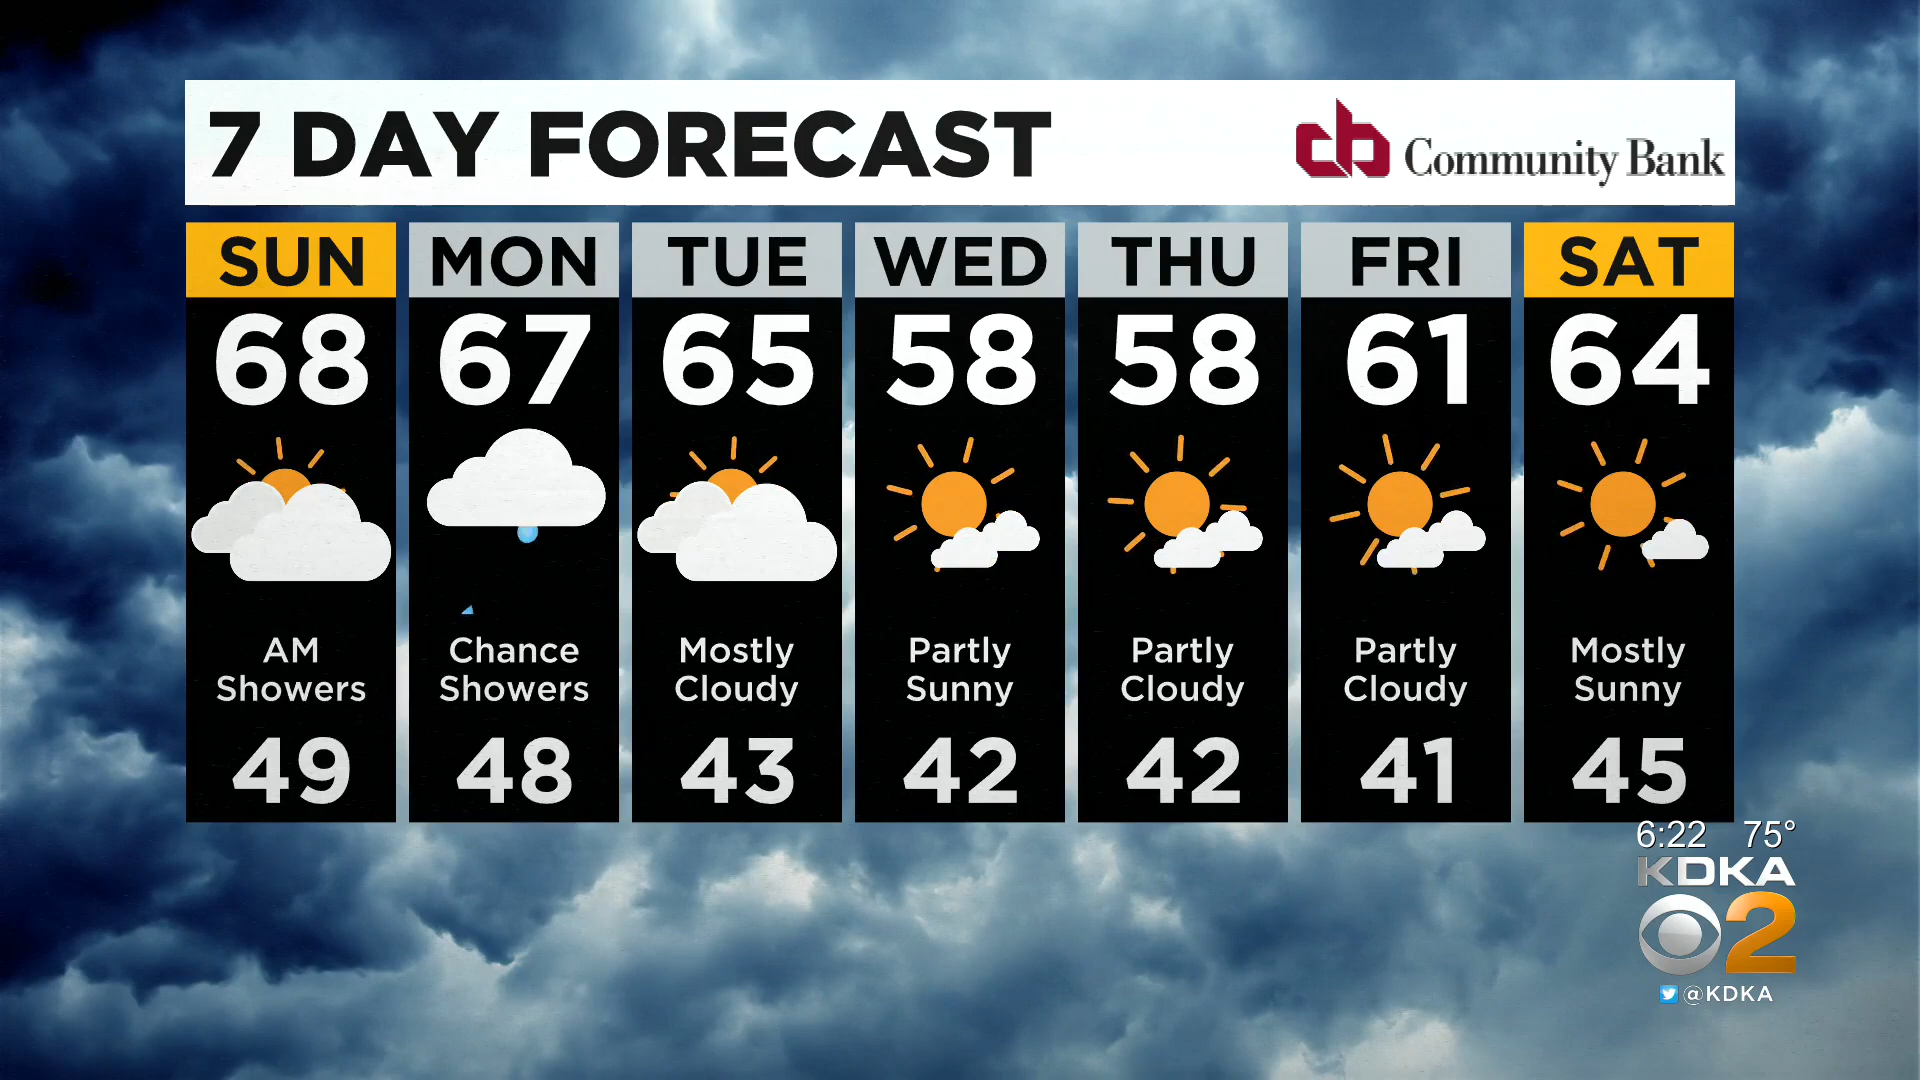 7 DAY FORECAST
cb Community Bank
SUN MON TUE WED THU FRI SAT
68 67 65 58 58 61 64
AM Showers
Chance Showers
Mostly Cloudy
Partly Sunny
Partly Cloudy
Partly Cloudy
Mostly Sunny
49 48 43 42 42 41 45
6:22 75°
KDKA
2
@KDKA